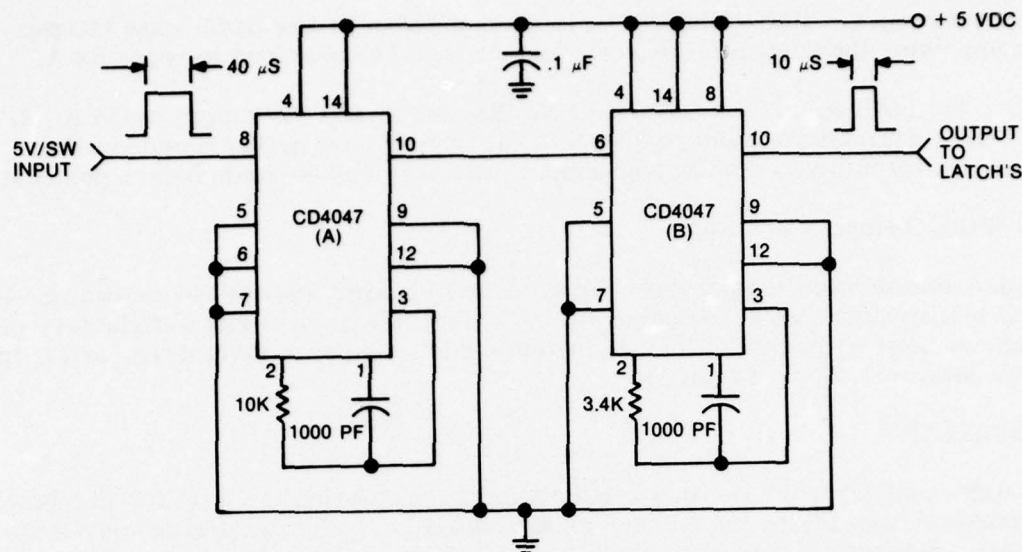 + 5 VDC
.1 µF
40 µS
10 µS
4
14
4
14
8
5V/SW
INPUT
8
10
6
10
OUTPUT
TO
LATCH'S
CD4047
(A)
CD4047
(B)
5
9
5
9
6
12
12
7
3
7
3
2
1
2
1
10K
1000 PF
3.4K
1000 PF